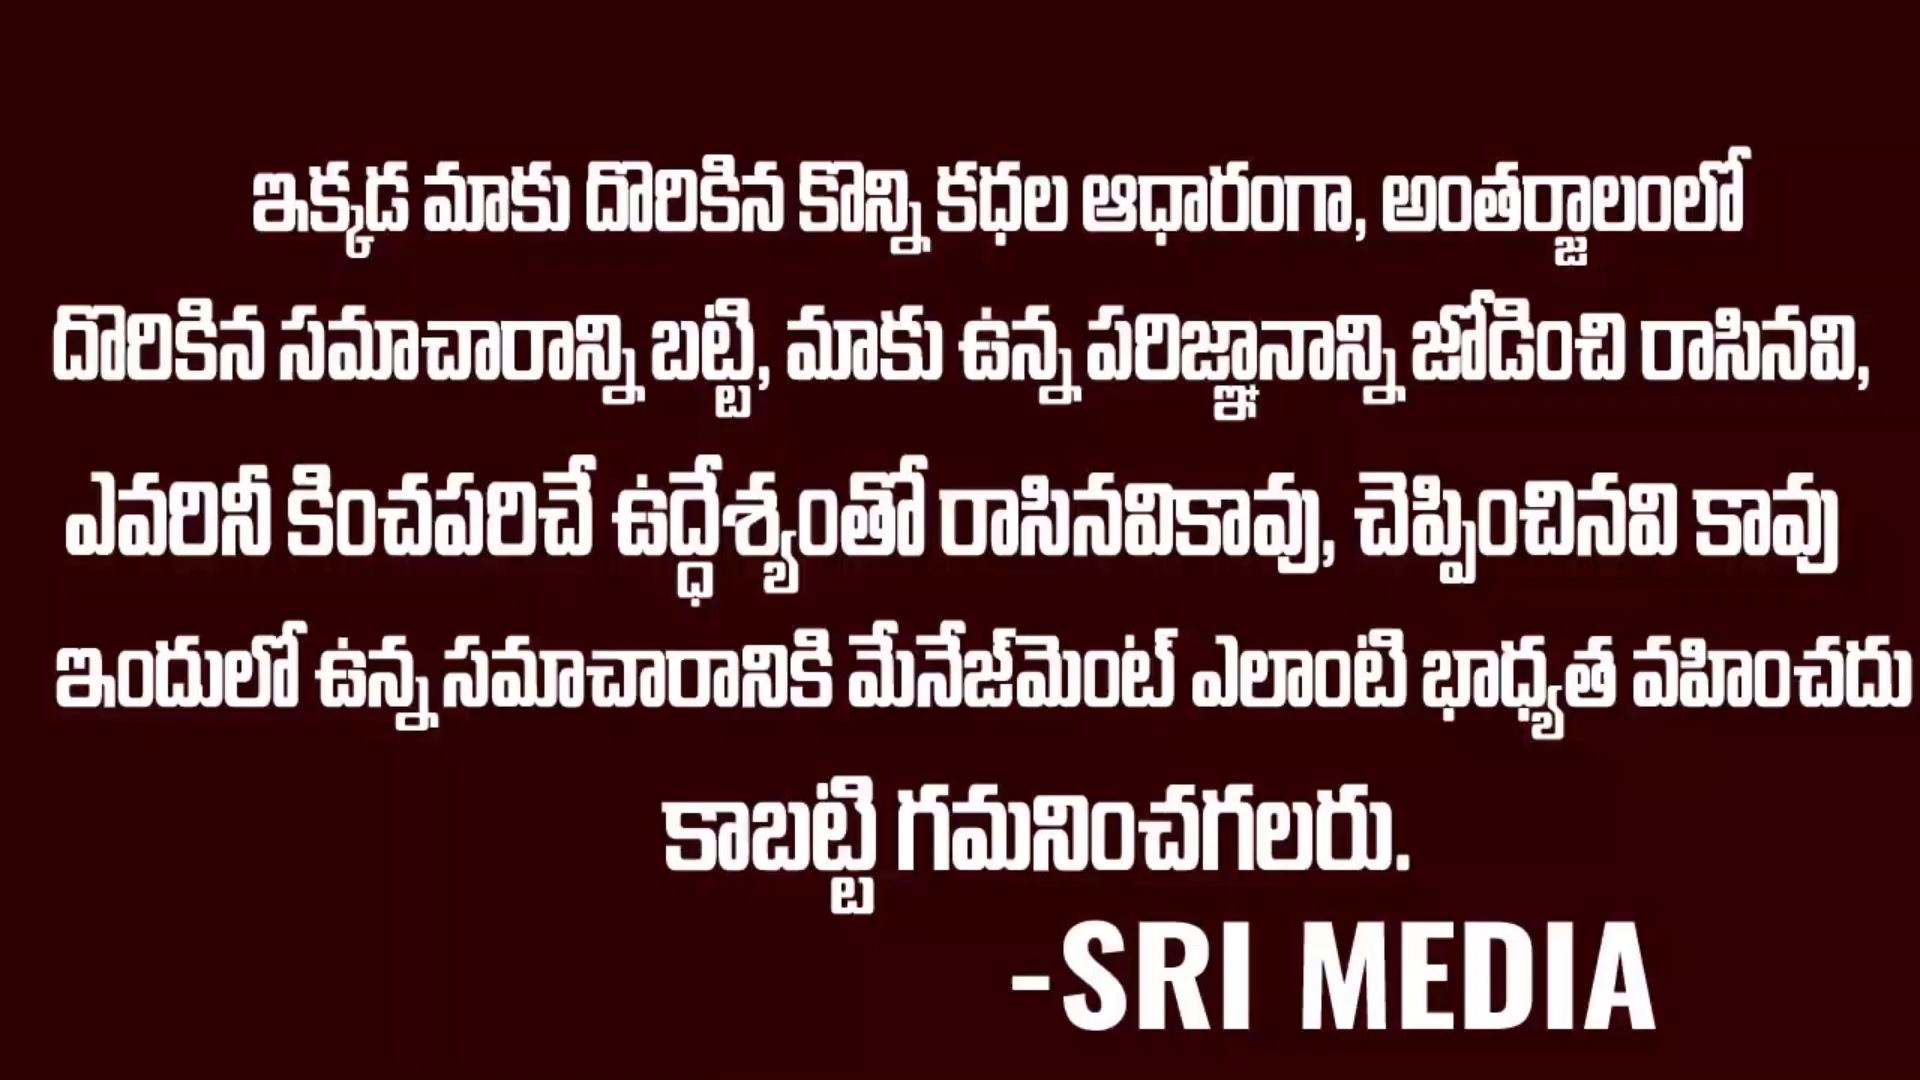 ఇక్కడ మాకు దొరికిన కొన్ని కధల ఆధారంగా, అంతర్జాలంలో
దొరికిన సమాచారాన్ని బట్టి, మాకు ఉన్న పరిజ్ఞానాన్ని జోడించి రాసినవి,
ఎవరినీ కించపరిచే ఉద్ధేశ్యంతో రాసినవికావు, చెప్పించినవి కావు
ఇందులో ఉన్న సమాచారానికి మేనేజ్‌మెంట్ ఎలాంటి భాధ్యత వహించదు
కాబట్టి గమనించగలరు.
-SRI MEDIA